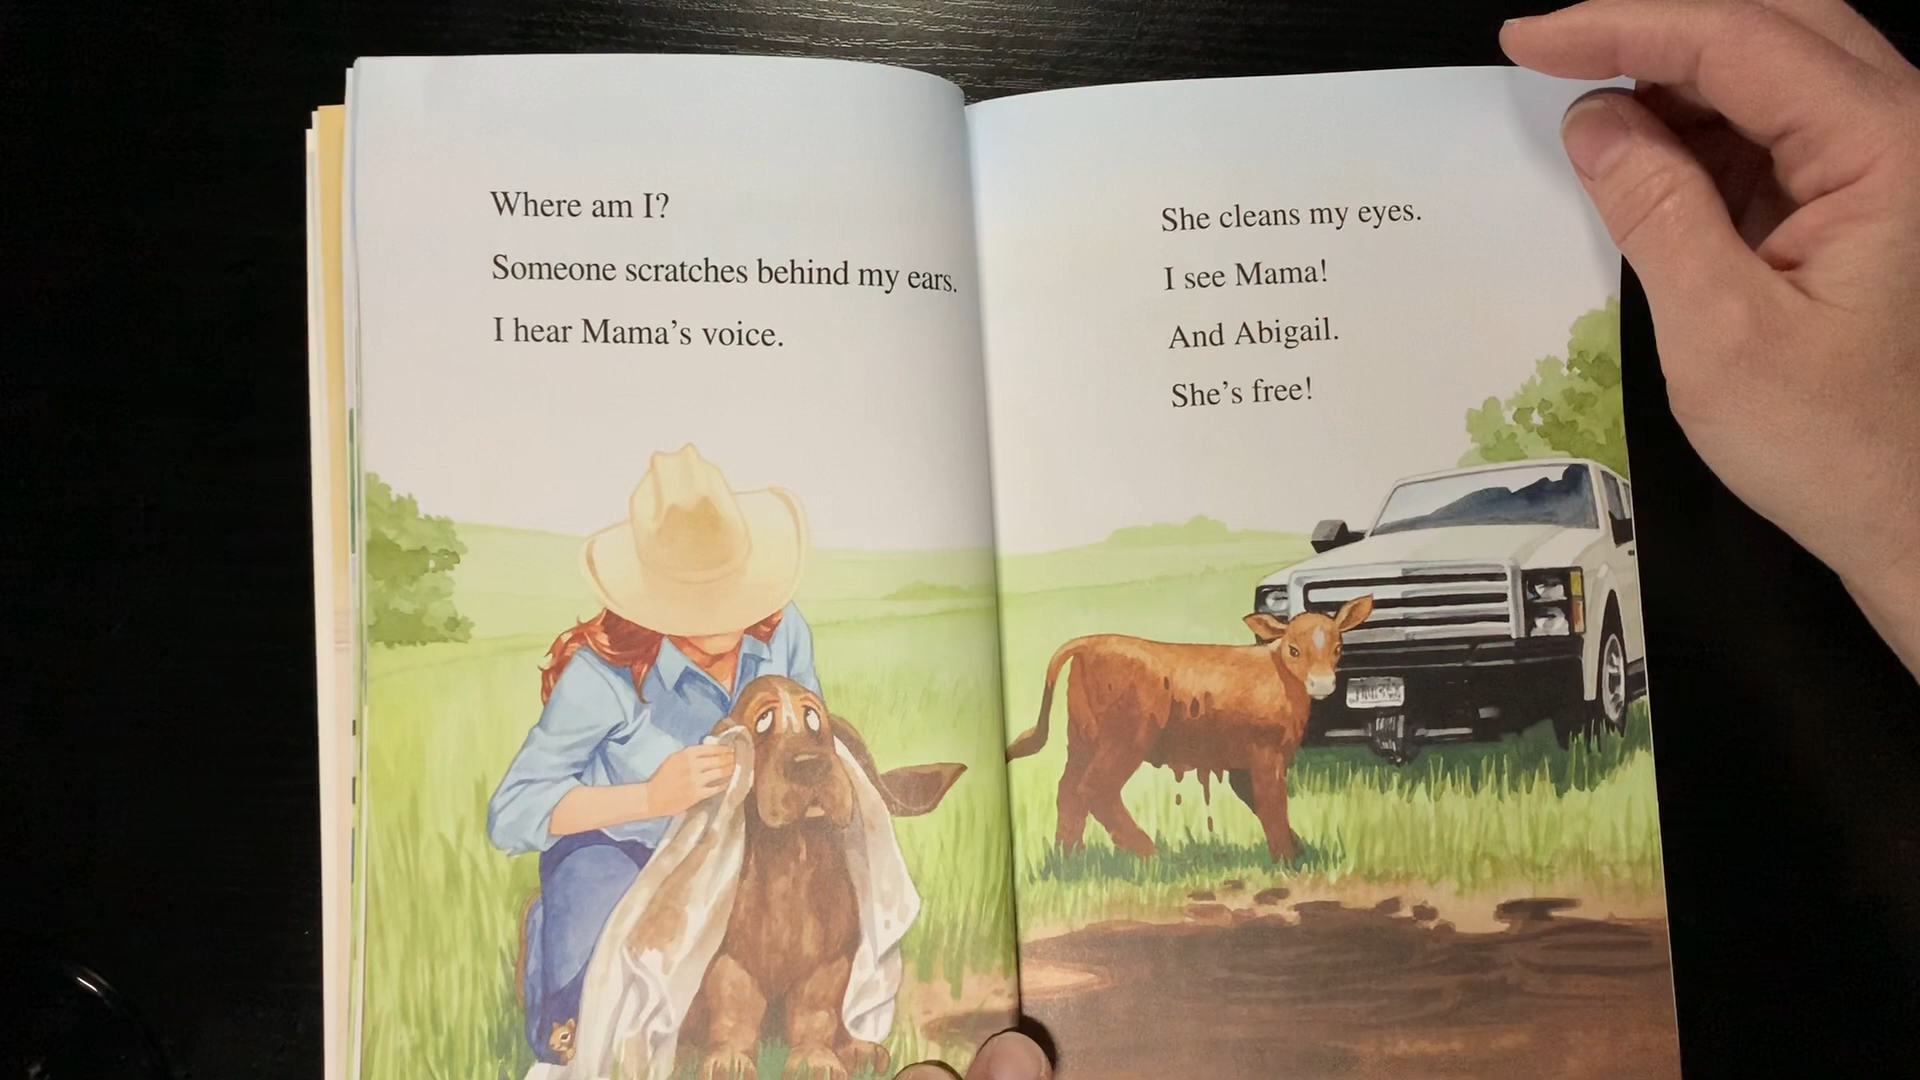 Where am I?
Someone scratches behind my ears.
I hear Mama’s voice.
She cleans my eyes.
I see Mama!
And Abigail.
She’s free!